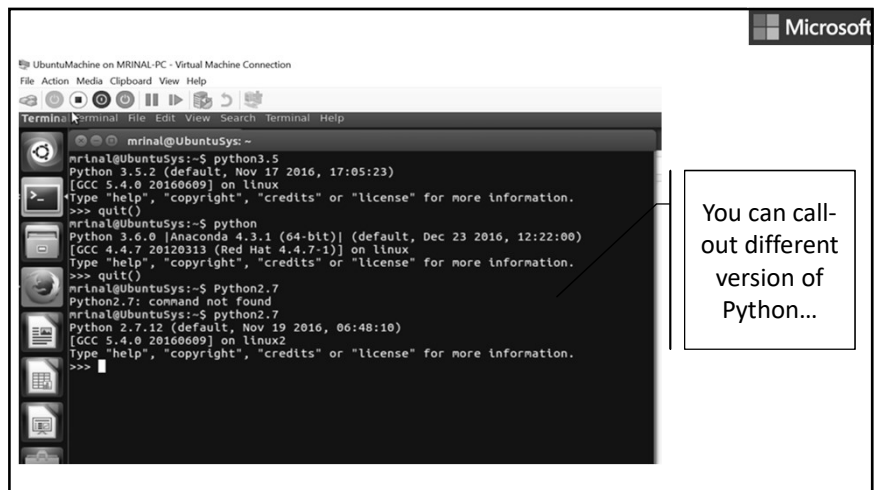 Microsoft
UbuntuMachine on MRINAL-PC - Virtual Machine Connection
File Action Media Clipboard View Help
Terminal Terminal File Edit View Search Terminal Help
mrinal@UbuntuSys: ~
mrinal@UbuntuSys:~$ python3.5
Python 3.5.2 (default, Nov 17 2016, 17:05:23)
[GCC 5.4.0 20160609] on linux
Type "help", "copyright", "credits" or "license" for more information.
>>> quit()
mrinal@UbuntuSys:~$ python
Python 3.6.0 |Anaconda 4.3.1 (64-bit)| (default, Dec 23 2016, 12:22:00)
[GCC 4.4.7 20120313 (Red Hat 4.4.7-1)] on linux
Type "help", "copyright", "credits" or "license" for more information.
>>> quit()
mrinal@UbuntuSys:~$ Python2.7
Python2.7: command not found
mrinal@UbuntuSys:~$ python2.7
Python 2.7.12 (default, Nov 19 2016, 06:48:10)
[GCC 5.4.0 20160609] on linux2
Type "help", "copyright", "credits" or "license" for more information.
>>>
You can call-
out different
version of
Python...